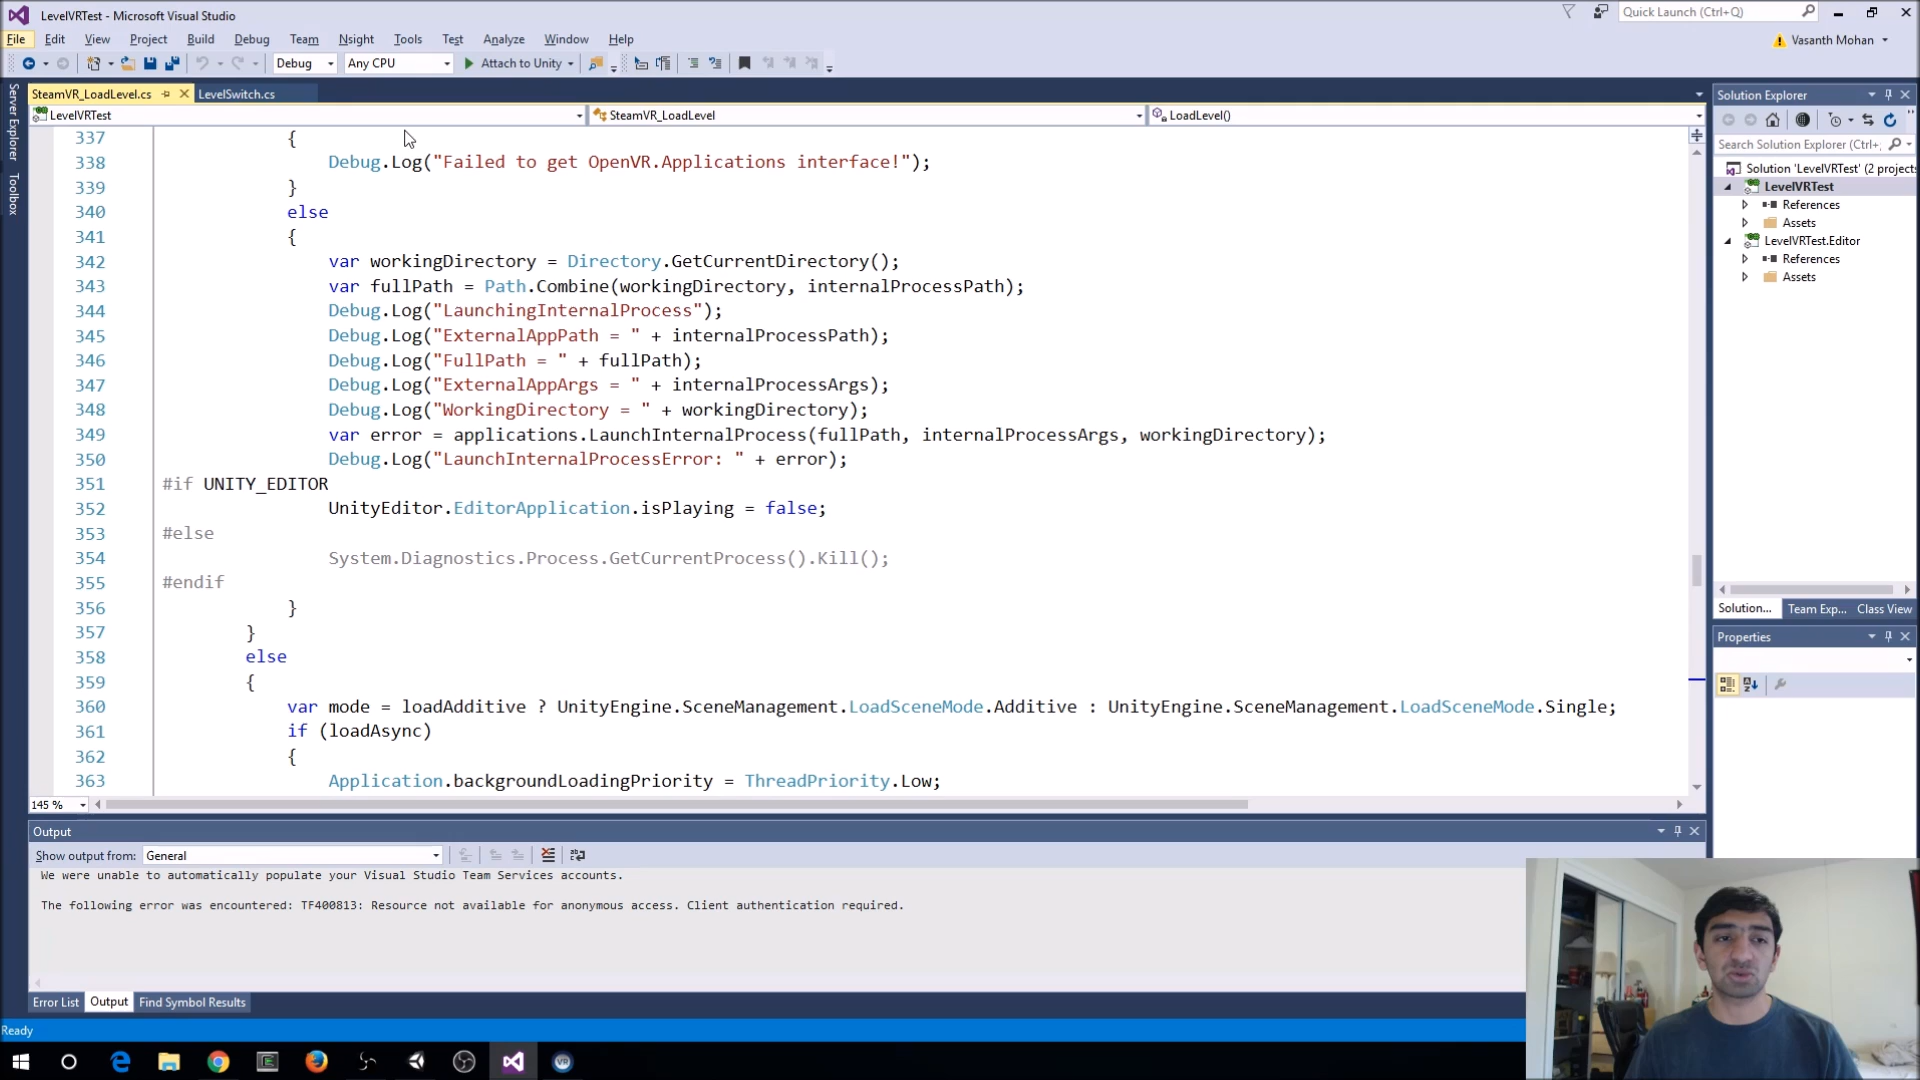 LevelVRTest - Microsoft Visual Studio
Quick Launch (Ctrl+Q)
File Edit View Project Build Debug Team Nsight Tools Test Analyze Window Help
Vasanth Mohan
Debug Any CPU Attach to Unity
Server Explorer
Toolbox
SteamVR_LoadLevel.cs LevelSwitch.cs
LevelVRTest SteamVR_LoadLevel LoadLevel()
337 {
338 Debug.Log("Failed to get OpenVR.Applications interface!");
339 }
340 else
341 {
342 var workingDirectory = Directory.GetCurrentDirectory();
343 var fullPath = Path.Combine(workingDirectory, internalProcessPath);
344 Debug.Log("LaunchingInternalProcess");
345 Debug.Log("ExternalAppPath = " + internalProcessPath);
346 Debug.Log("FullPath = " + fullPath);
347 Debug.Log("ExternalAppArgs = " + internalProcessArgs);
348 Debug.Log("WorkingDirectory = " + workingDirectory);
349 var error = applications.LaunchInternalProcess(fullPath, internalProcessArgs, workingDirectory);
350 Debug.Log("LaunchInternalProcessError: " + error);
351 #if UNITY_EDITOR
352 UnityEditor.EditorApplication.isPlaying = false;
353 #else
354 System.Diagnostics.Process.GetCurrentProcess().Kill();
355 #endif
356 }
357 }
358 else
359 {
360 var mode = loadAdditive ? UnityEngine.SceneManagement.LoadSceneMode.Additive : UnityEngine.SceneManagement.LoadSceneMode.Single;
361 if (loadAsync)
362 {
363 Application.backgroundLoadingPriority = ThreadPriority.Low;
145 %
Solution Explorer
Search Solution Explorer (Ctrl+;
Solution 'LevelVRTest' (2 projects
LevelVRTest
References
Assets
LevelVRTest.Editor
References
Assets
Solution... Team Exp... Class View
Properties
Output
Show output from: General
We were unable to automatically populate your Visual Studio Team Services accounts.
The following error was encountered: TF400813: Resource not available for anonymous access. Client authentication required.
Error List Output Find Symbol Results
Ready